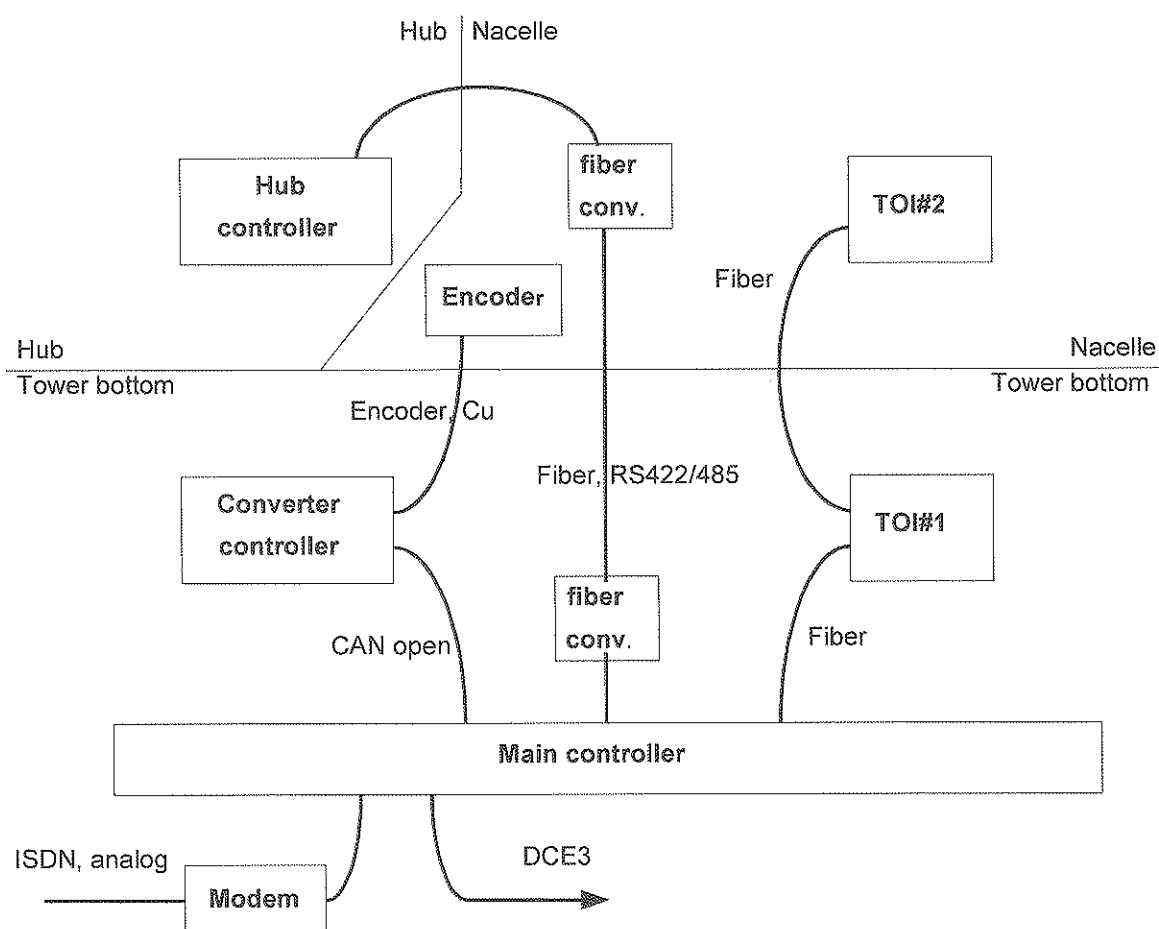 Hub Nacelle
Hub
controller
fiber
conv.
TOI#2
Encoder
Fiber
Hub
Nacelle
Tower bottom
Tower bottom
Encoder, Cu
Fiber, RS422/485
Converter
controller
TOI#1
fiber
conv.
CAN open
Fiber
Main controller
ISDN, analog
DCE3
Modem